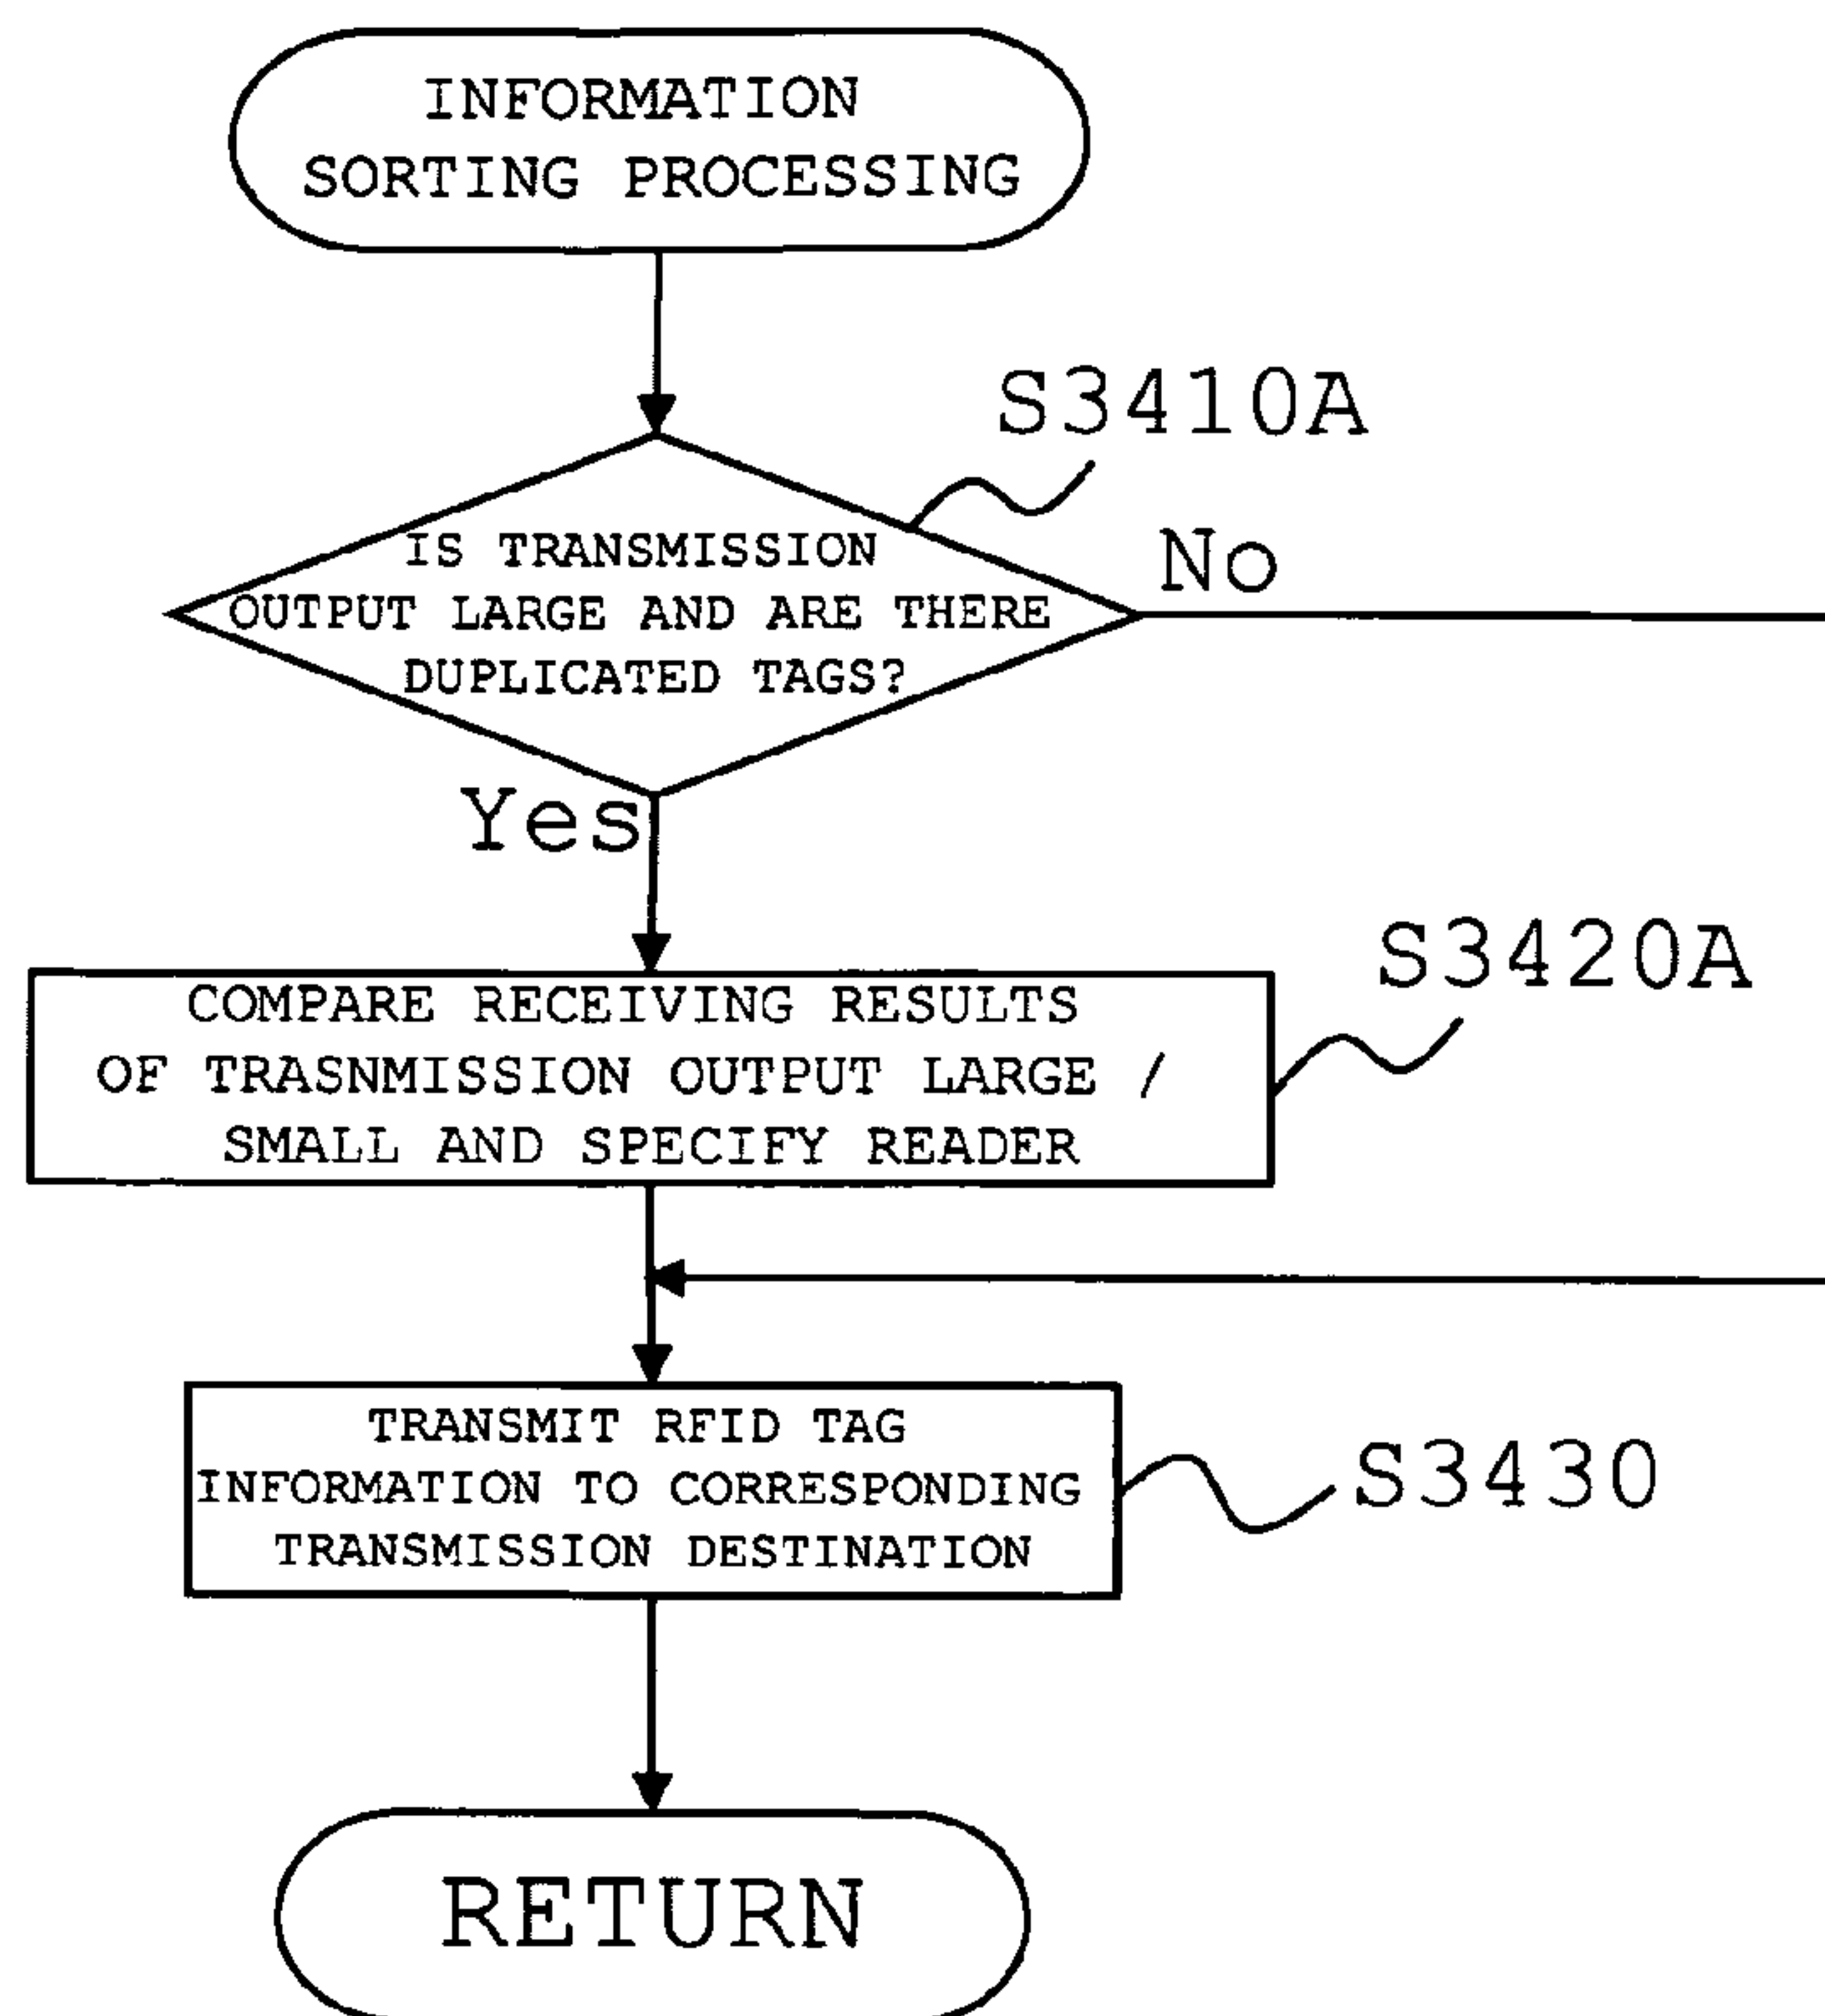 INFORMATION
SORTING PROCESSING
S3410A
IS TRANSMISSION
OUTPUT LARGE AND ARE THERE
DUPLICATED TAGS?
No
Yes
S3420A
COMPARE RECEIVING RESULTS
OF TRASNMISSION OUTPUT LARGE /
SMALL AND SPECIFY READER
TRANSMIT RFID TAG
INFORMATION TO CORRESPONDING
TRANSMISSION DESTINATION
S3430
RETURN